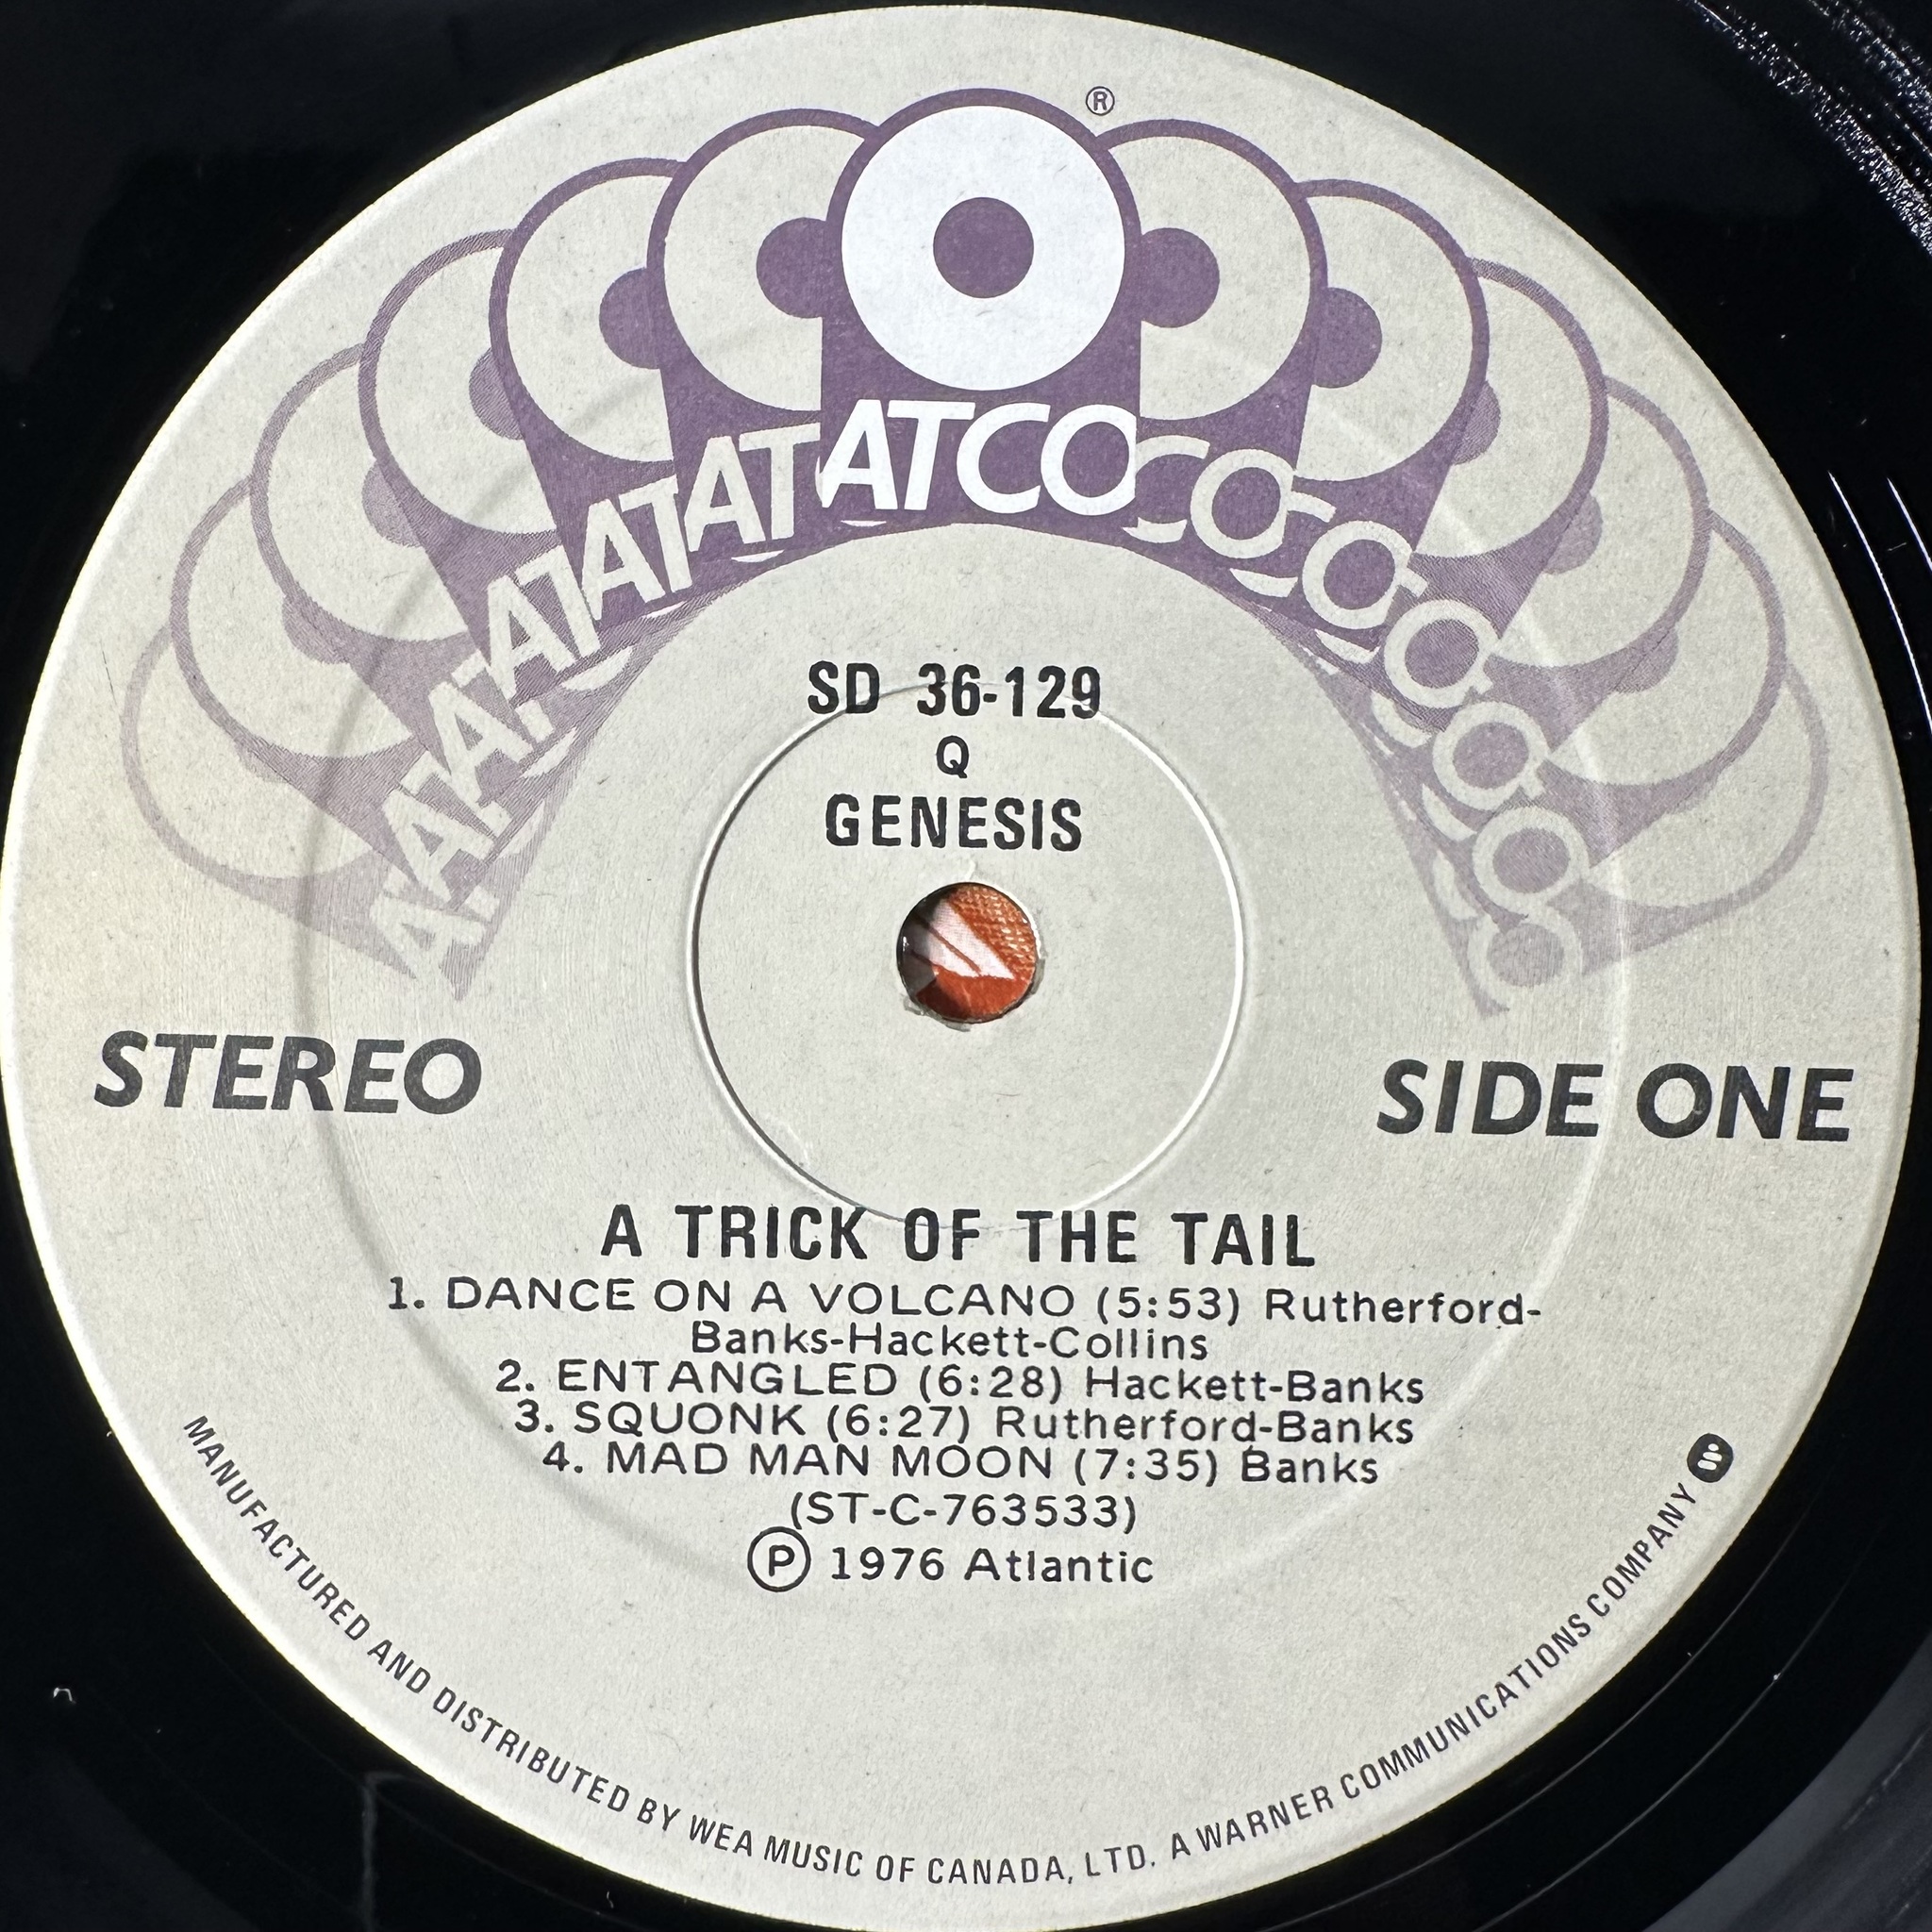 ®
ATCO
SD 36-129
Q
GENESIS
STEREO
SIDE ONE
A TRICK OF THE TAIL
1. DANCE ON A VOLCANO (5:53) Rutherford-
Banks-Hackett-Collins
2. ENTANGLED (6:28) Hackett-Banks
3. SQUONK (6:27) Rutherford-Banks
4. MAD MAN MOON (7:35) Banks
(ST-C-763533)
Ⓟ 1976 Atlantic
MANUFACTURED AND DISTRIBUTED BY WEA MUSIC OF CANADA, LTD. A WARNER COMMUNICATIONS COMPANY